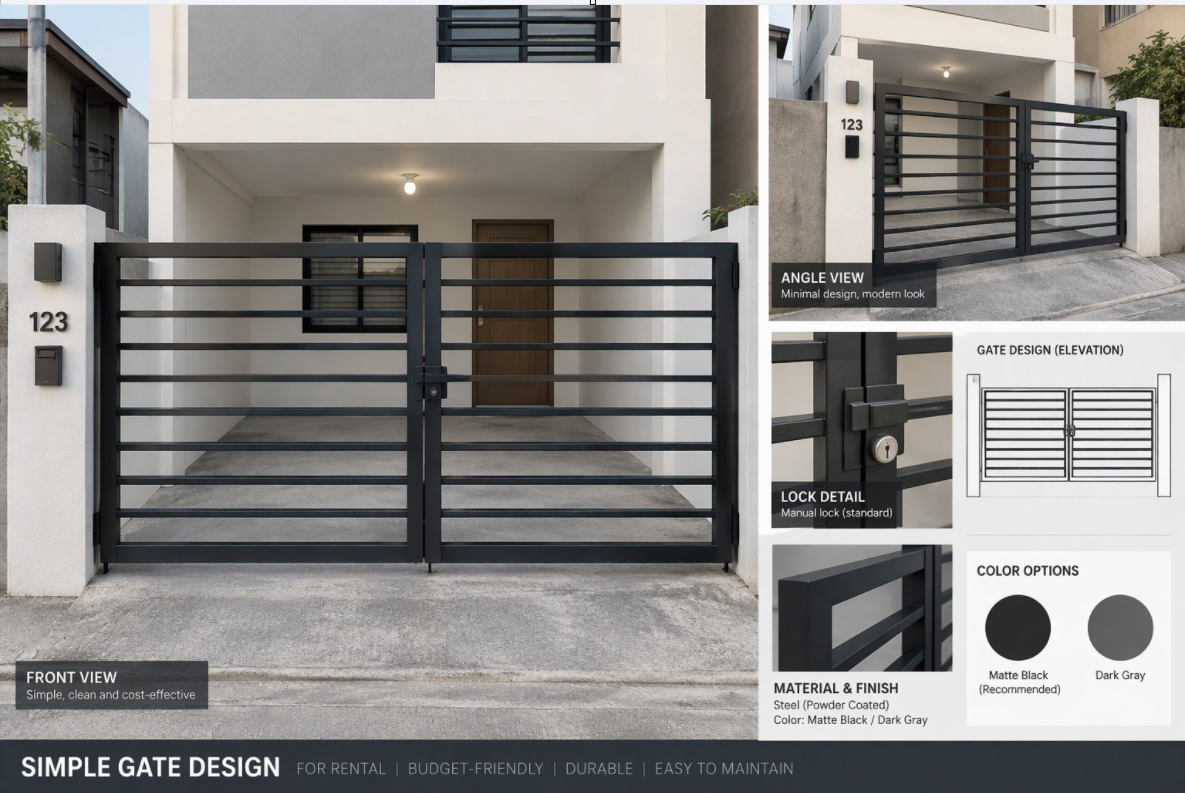 123
FRONT VIEW
Simple, clean and cost-effective
123
ANGLE VIEW
Minimal design, modern look
LOCK DETAIL
Manual lock (standard)
GATE DESIGN (ELEVATION)
MATERIAL & FINISH
Steel (Powder Coated)
Color: Matte Black / Dark Gray
COLOR OPTIONS
Matte Black
(Recommended)
Dark Gray
SIMPLE GATE DESIGN FOR RENTAL | BUDGET-FRIENDLY | DURABLE | EASY TO MAINTAIN